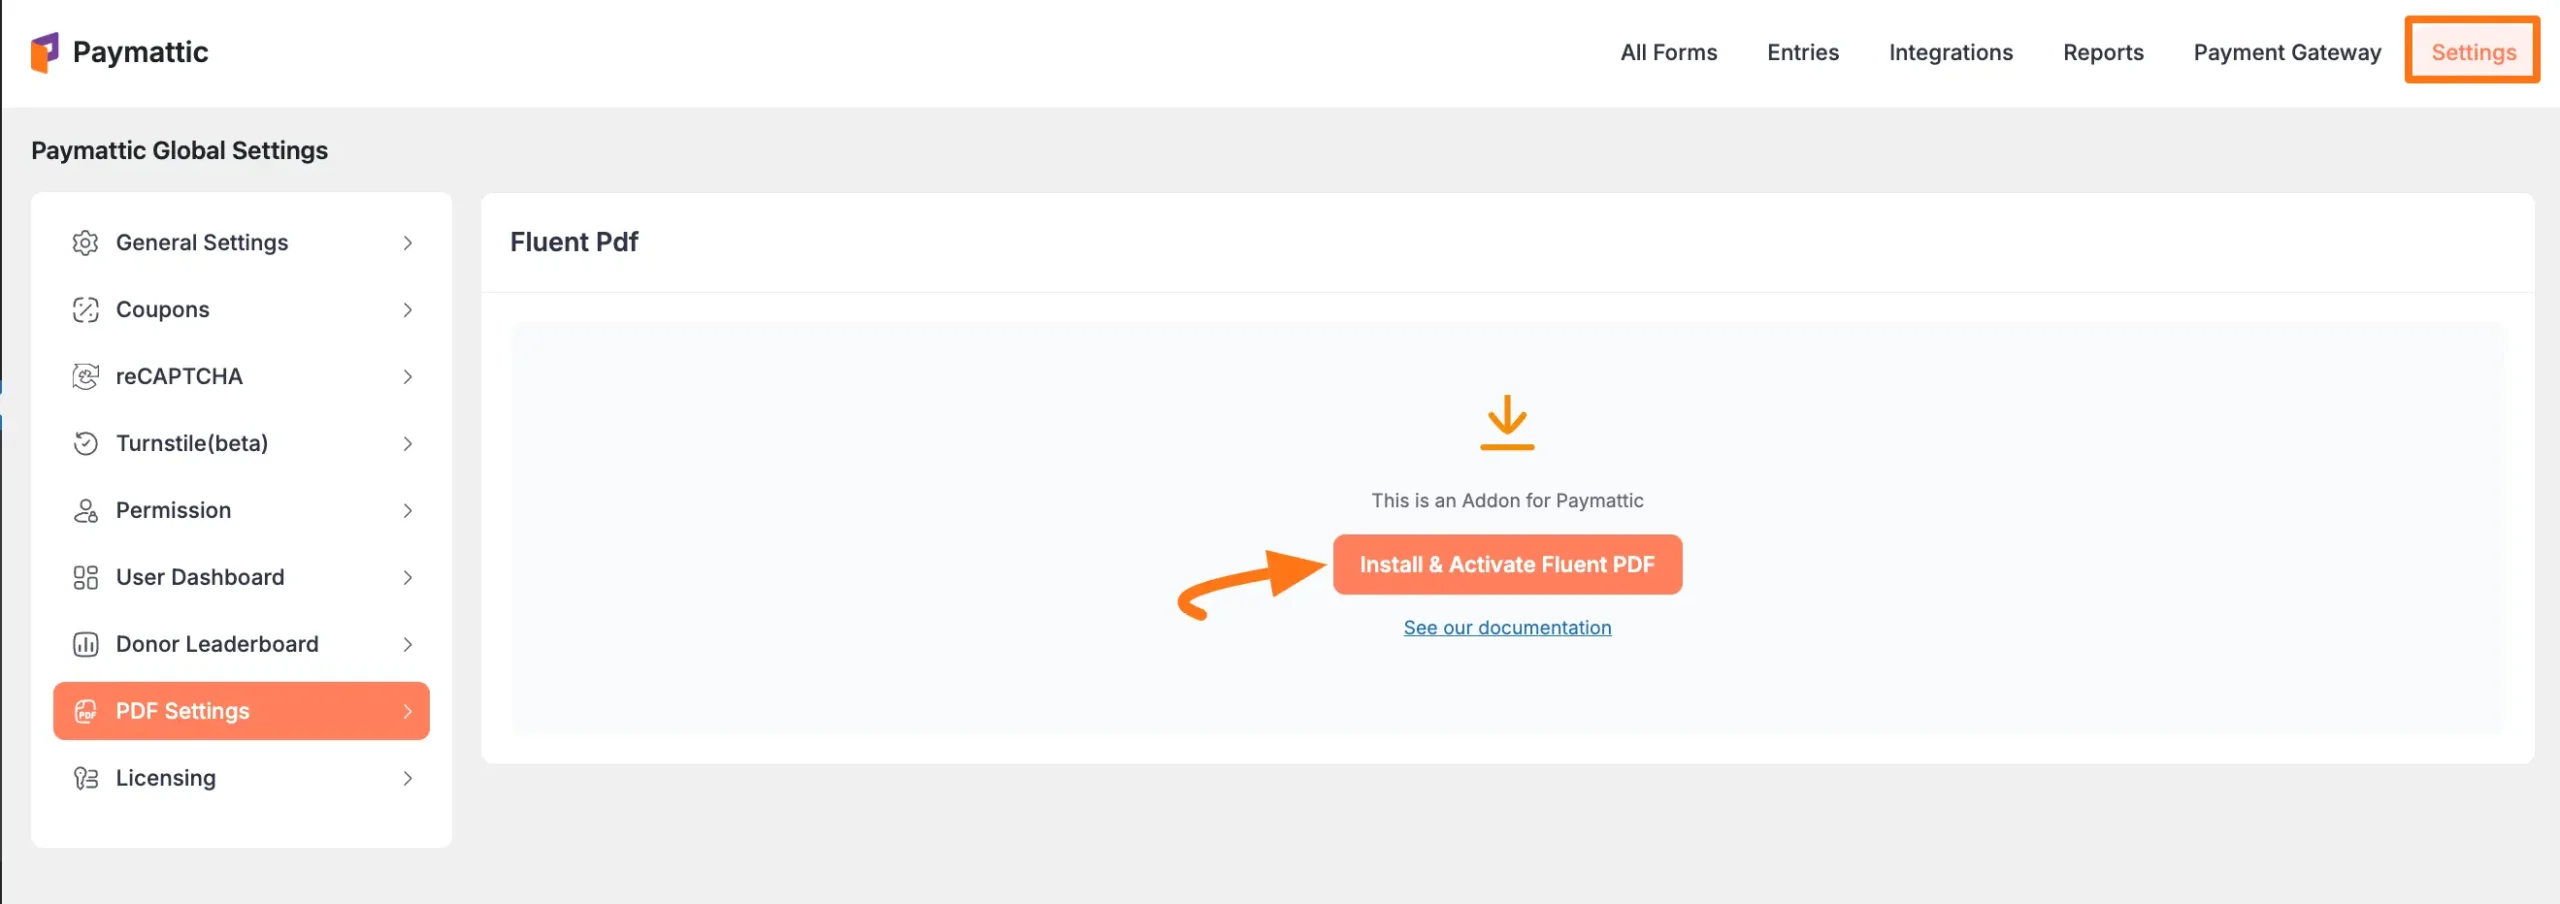 Paymattic
All Forms
Entries
Integrations
Reports
Payment Gateway
Settings
Paymattic Global Settings
General Settings
Coupons
reCAPTCHA
Turnstile(beta)
Permission
User Dashboard
Donor Leaderboard
PDF
PDF Settings
Licensing
Fluent Pdf
This is an Addon for Paymattic
Install & Activate Fluent PDF
See our documentation